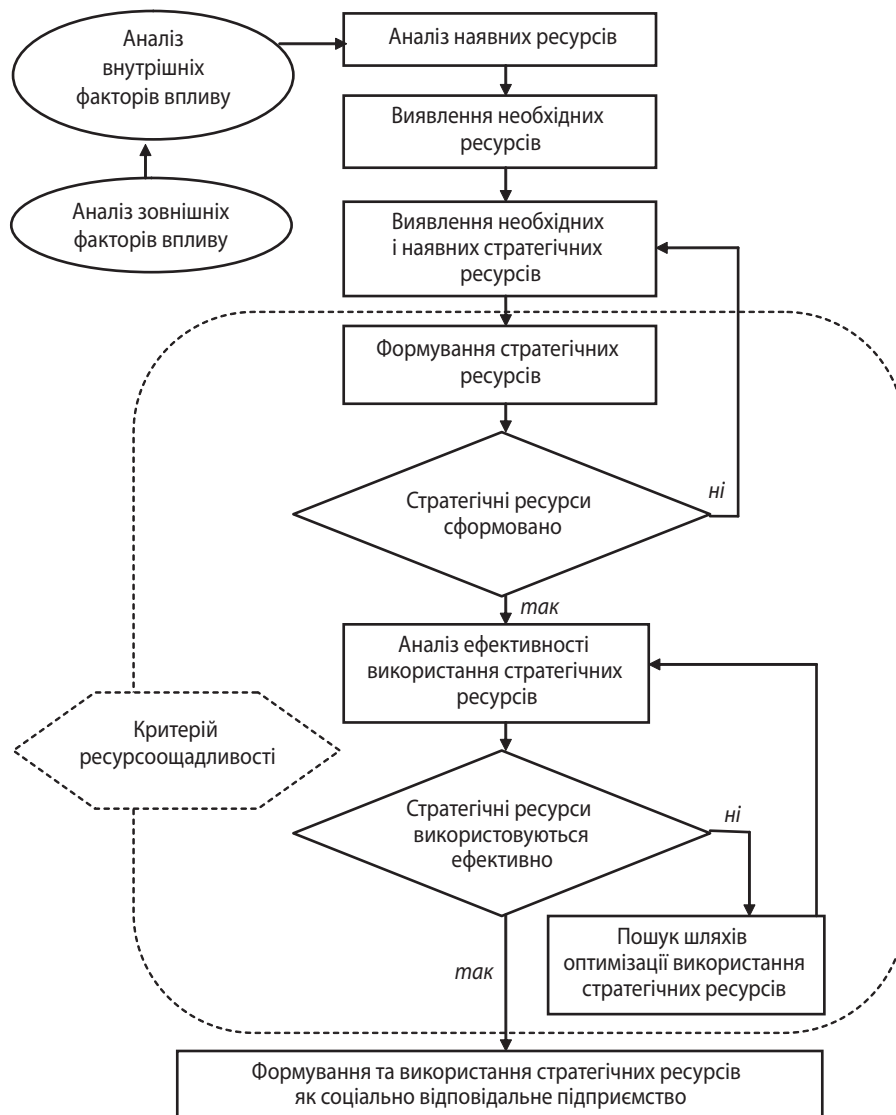 Аналіз
внутрішніх
факторів впливу
Аналіз наявних ресурсів
Виявлення необхідних
ресурсів
Аналіз зовнішніх
факторів впливу
Виявлення необхідних
і наявних стратегічних
ресурсів
Формування стратегічних
ресурсів
Стратегічні ресурси
сформовано
ні
так
Аналіз ефективності
використання стратегічних
ресурсів
Критерій
ресурсоощадливості
Стратегічні ресурси
використовуються
ефективно
ні
Пошук шляхів
оптимізації використання
стратегічних ресурсів
так
Формування та використання стратегічних ресурсів
як соціально відповідальне підприємство